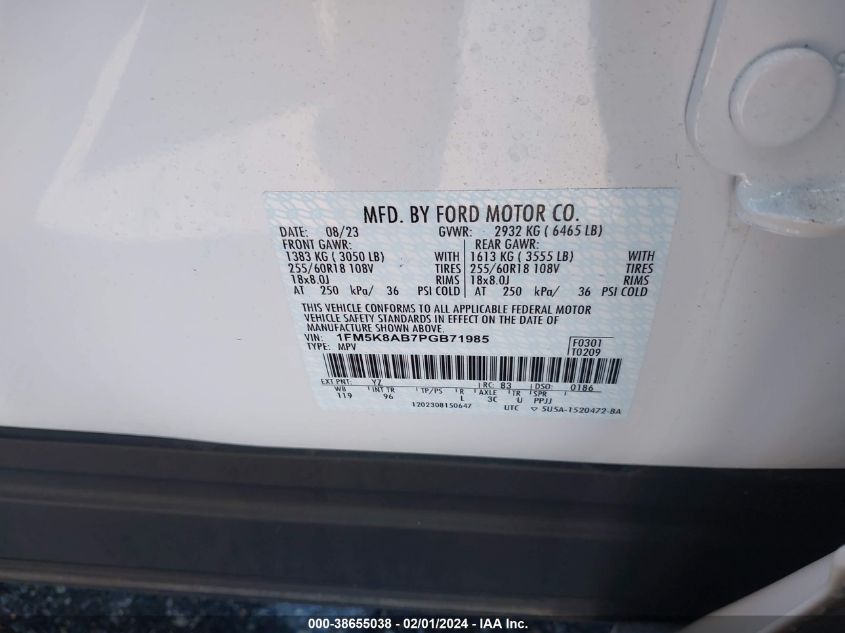 MFD. BY FORD MOTOR CO.
DATE: 08/23 GVWR: 2932 KG ( 6465 LB)
FRONT GAWR: REAR GAWR:
1383 KG ( 3050 LB) WITH 1613 KG ( 3555 LB) WITH
255/60R18 108V TIRES 255/60R18 108V TIRES
18x8.0J RIMS 18x8.0J RIMS
AT 250 kPa/ 36 PSI COLD AT 250 kPa/ 36 PSI COLD
THIS VEHICLE CONFORMS TO ALL APPLICABLE FEDERAL MOTOR
VEHICLE SAFETY STANDARDS IN EFFECT ON THE DATE OF
MANUFACTURE SHOWN ABOVE.
VIN: 1FM5K8AB7PGB71985 F0301
TYPE: MPV T0209
EXT PNT: YZ RC: 83 DSO: 0186
WB INT TR TP/PS R AXLE TR SPR
119 96 L 3C U PPJJ
1202308150647 UTC ▽ 5U5A-1520472-BA
000-38655038 - 02/01/2024 - COPYRIGHT © IAA, LLC.